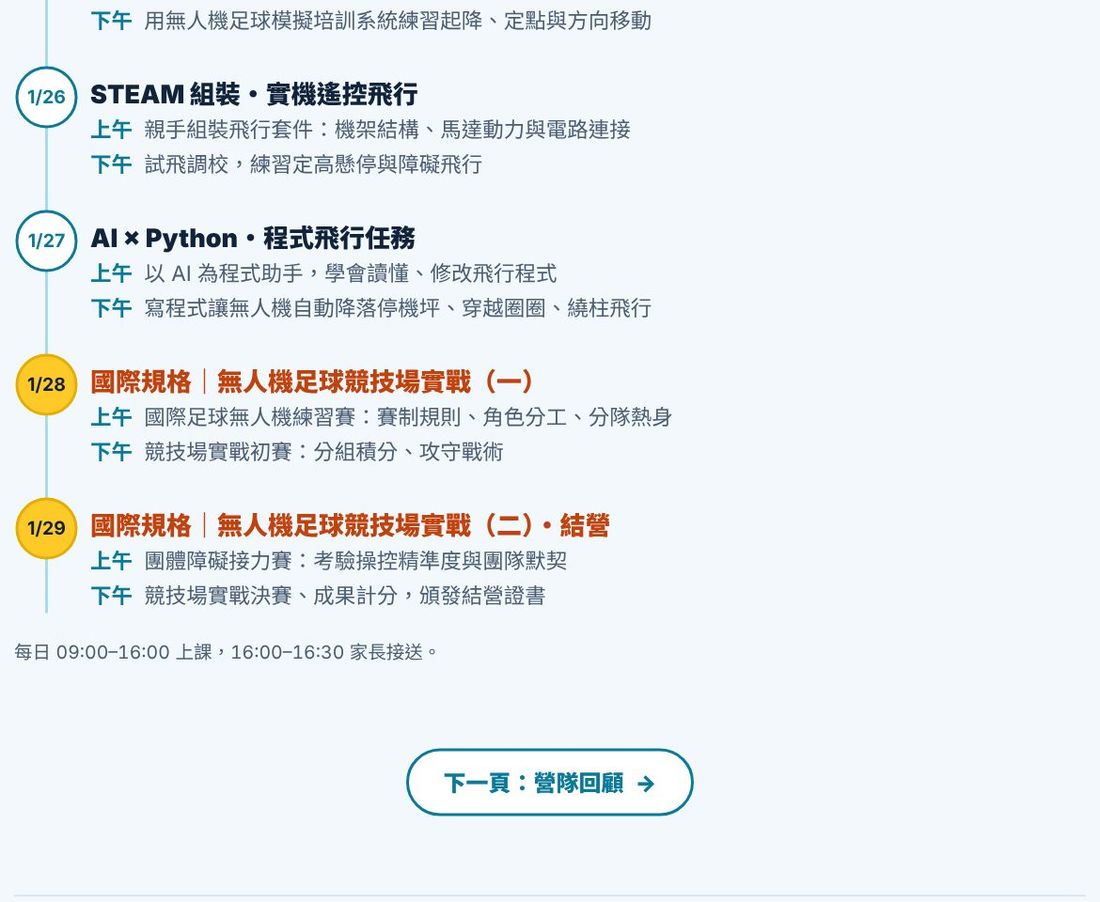 下午 用無人機足球模擬培訓系統練習起降、定點與方向移動
1/26 STEAM 組裝・實機遙控飛行
上午 親手組裝飛行套件：機架結構、馬達動力與電路連接
下午 試飛調校，練習定高懸停與障礙飛行
1/27 AI × Python・程式飛行任務
上午 以 AI 為程式助手，學會讀懂、修改飛行程式
下午 寫程式讓無人機自動降落停機坪、穿越圈圈、繞柱飛行
1/28 國際規格｜無人機足球競技場實戰（一）
上午 國際足球無人機練習賽：賽制規則、角色分工、分隊熱身
下午 競技場實戰初賽：分組積分、攻守戰術
1/29 國際規格｜無人機足球競技場實戰（二）・結營
上午 團體障礙接力賽：考驗操控精準度與團隊默契
下午 競技場實戰決賽、成果計分，頒發結營證書
每日 09:00–16:00 上課，16:00–16:30 家長接送。
下一頁：營隊回顧 →